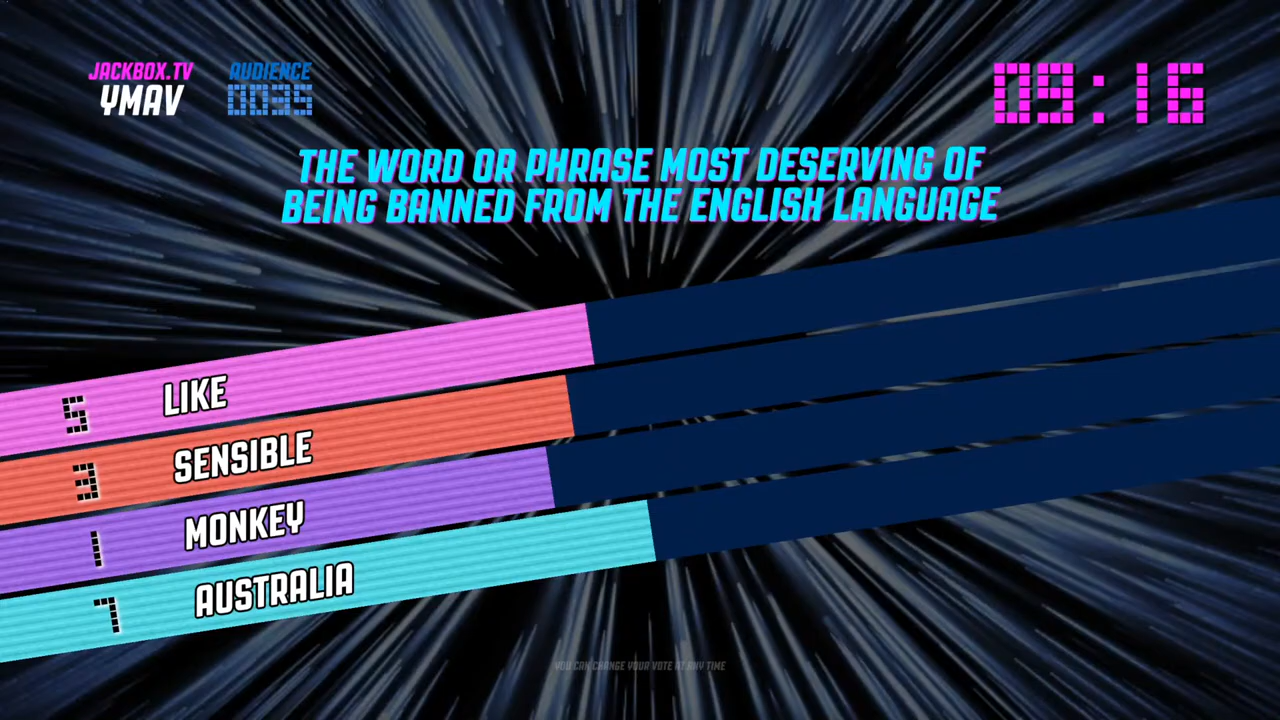 JACKBOX.TV
YMAV
AUDIENCE
0035
09:16
THE WORD OR PHRASE MOST DESERVING OF
BEING BANNED FROM THE ENGLISH LANGUAGE
5 LIKE
3 SENSIBLE
1 MONKEY
7 AUSTRALIA
YOU CAN CHANGE YOUR VOTE AT ANY TIME